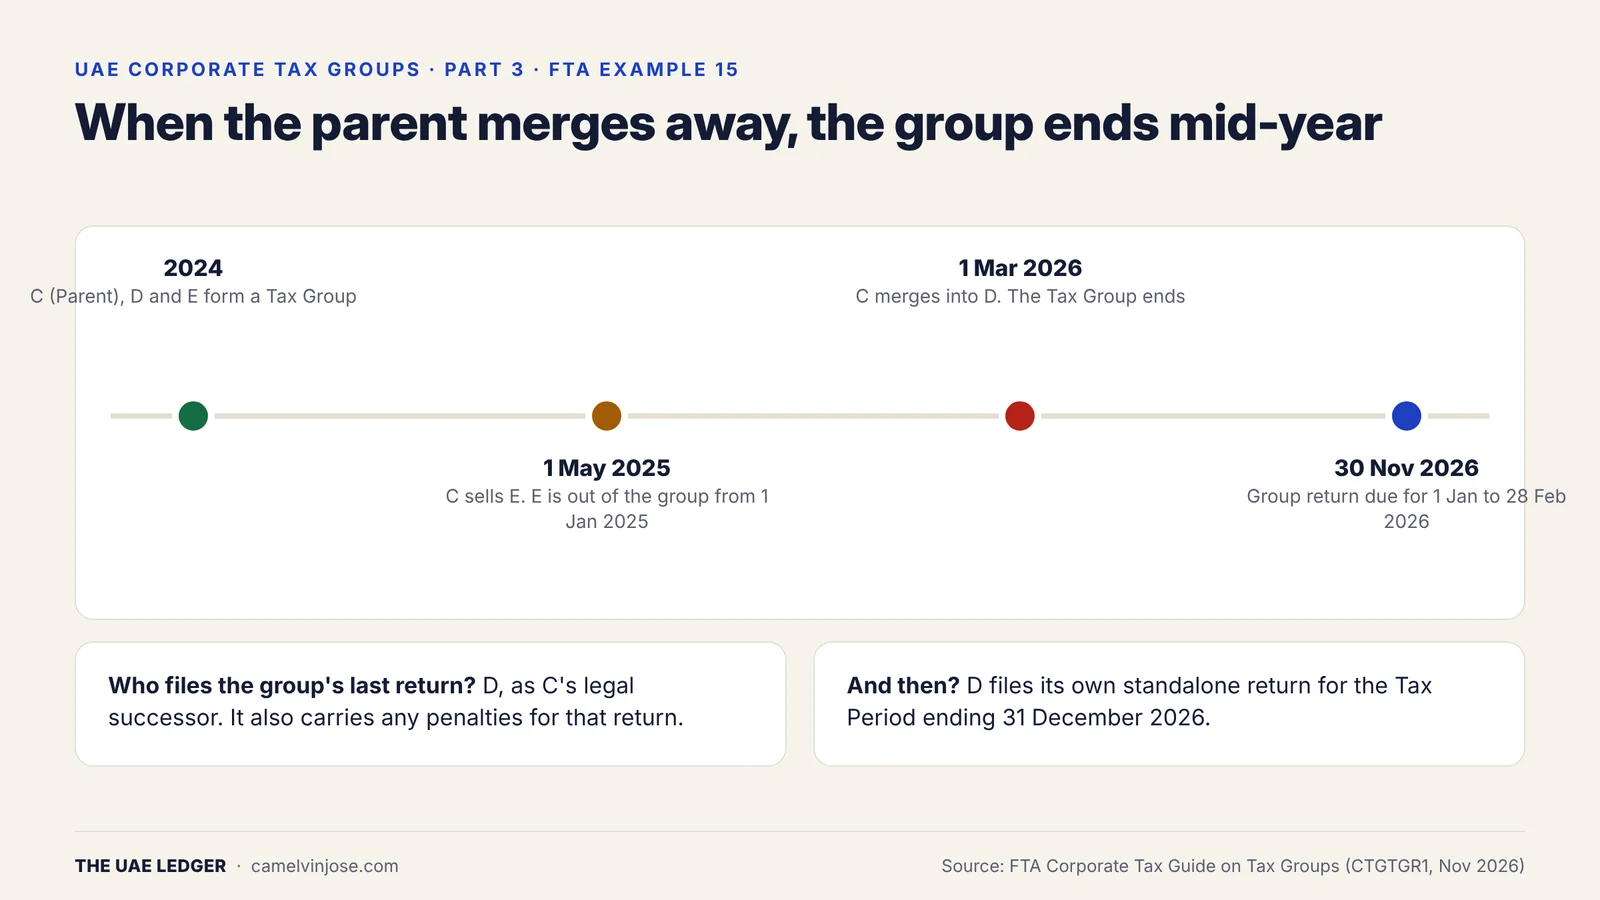 UAE CORPORATE TAX GROUPS · PART 3 · FTA EXAMPLE 15
When the parent merges away, the group ends mid-year
2024
C (Parent), D and E form a Tax Group
1 Mar 2026
C merges into D. The Tax Group ends
1 May 2025
C sells E. E is out of the group from 1
Jan 2025
30 Nov 2026
Group return due for 1 Jan to 28 Feb
2026
Who files the group's last return? D, as C's legal
successor. It also carries any penalties for that return.
And then? D files its own standalone return for the Tax
Period ending 31 December 2026.
THE UAE LEDGER · camelvinjose.com
Source: FTA Corporate Tax Guide on Tax Groups (CTGTGR1, Nov 2026)